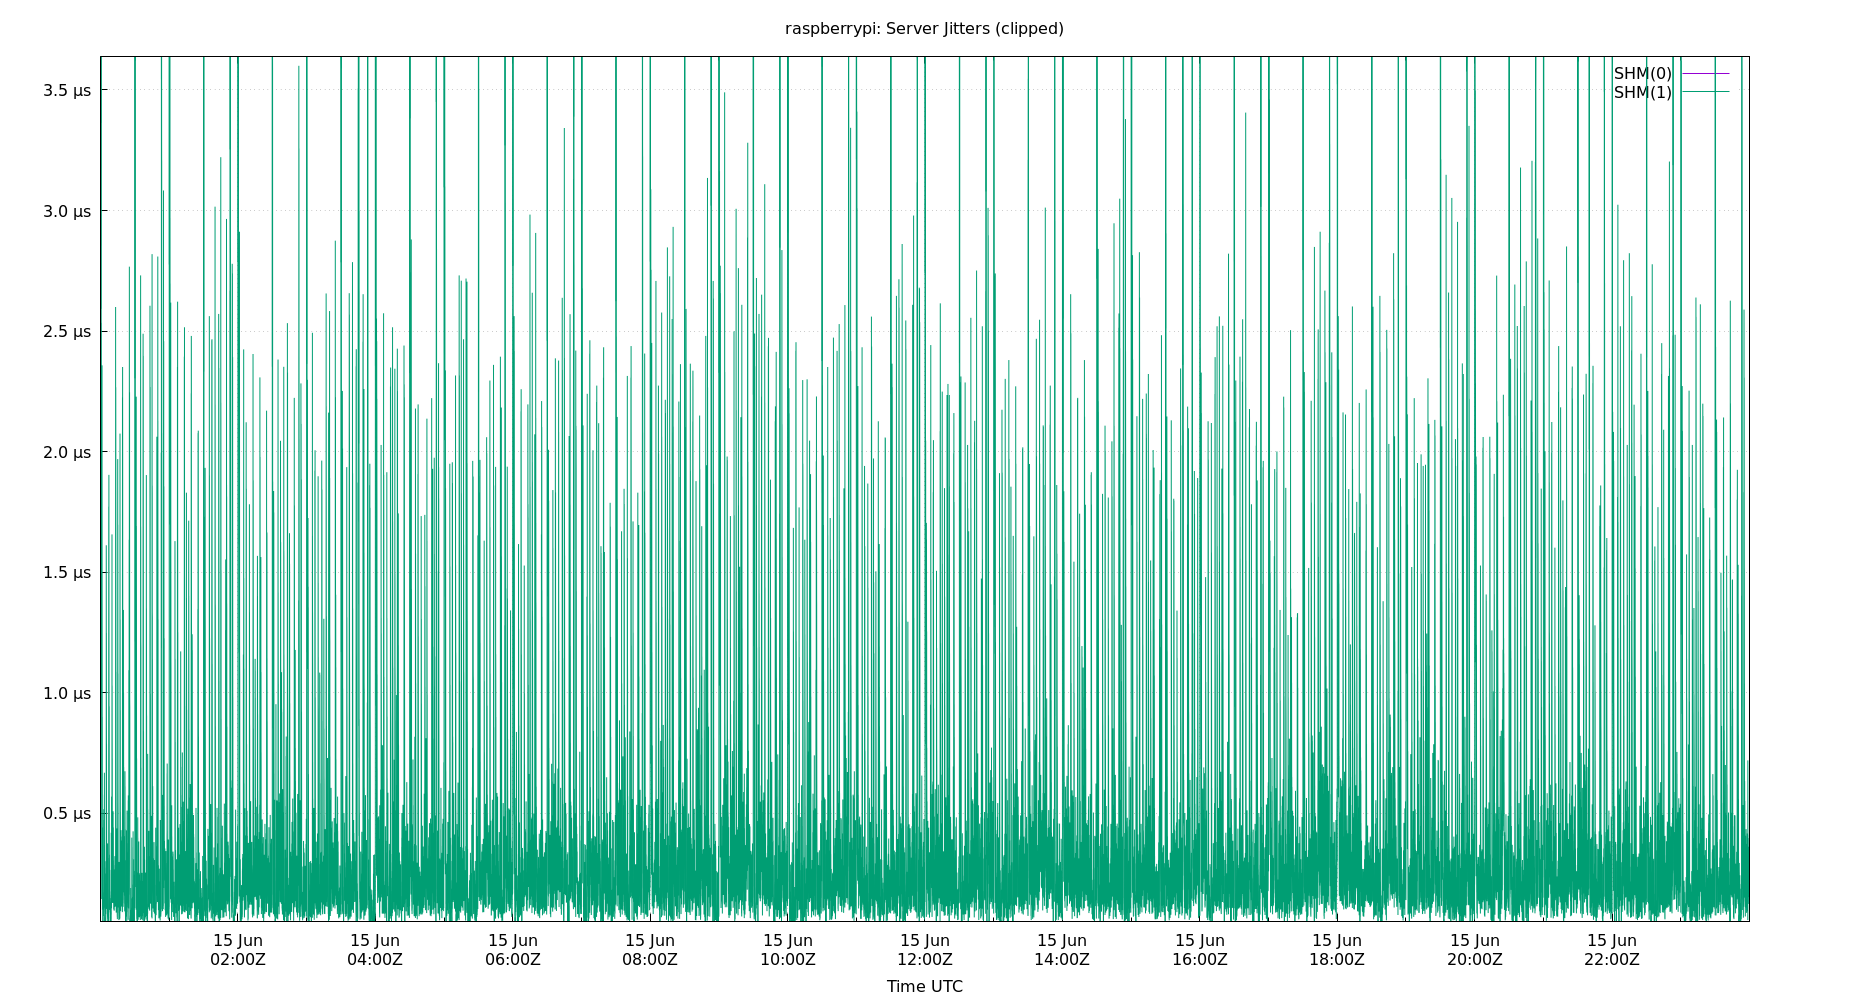 raspberrypi: Server Jitters (clipped)
SHM(0)
SHM(1)
3.5 µs
3.0 µs
2.5 µs
2.0 µs
1.5 µs
1.0 µs
0.5 µs
15 Jun 15 Jun 15 Jun 15 Jun 15 Jun 15 Jun 15 Jun 15 Jun 15 Jun 15 Jun 15 Jun
02:00Z 04:00Z 06:00Z 08:00Z 10:00Z 12:00Z 14:00Z 16:00Z 18:00Z 20:00Z 22:00Z
Time UTC